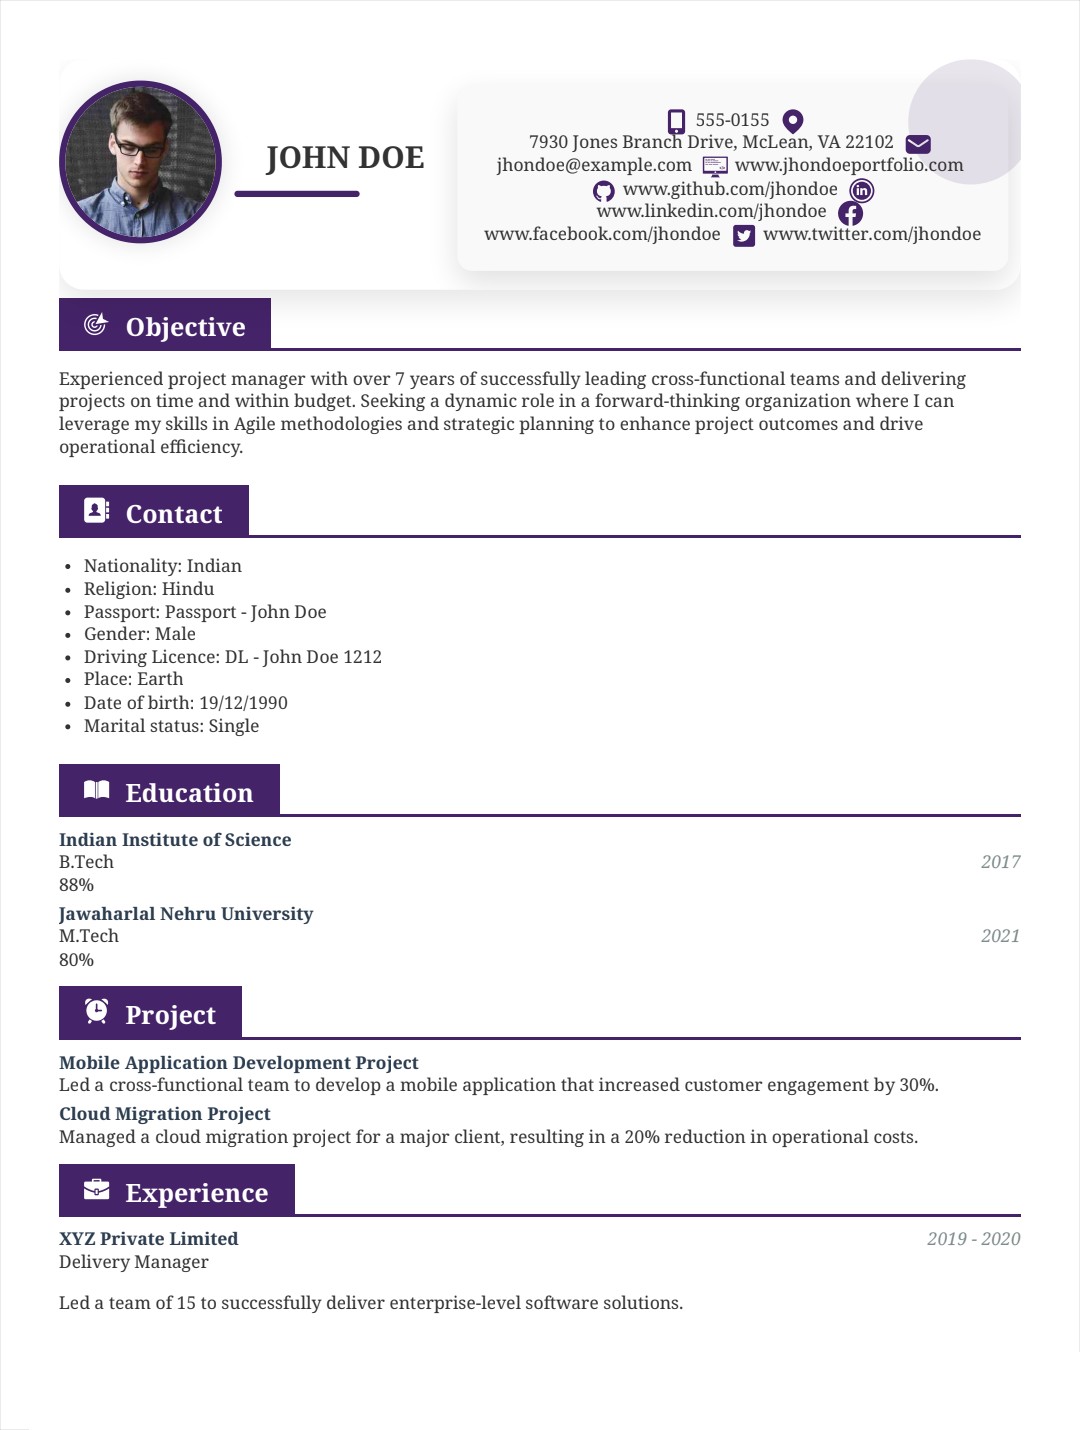 JOHN DOE
555-0155
7930 Jones Branch Drive, McLean, VA 22102
jhondoe@example.com www.jhondoeportfolio.com
www.github.com/jhondoe
www.linkedin.com/jhondoe
www.facebook.com/jhondoe www.twitter.com/jhondoe
Objective
Experienced project manager with over 7 years of successfully leading cross-functional teams and delivering
projects on time and within budget. Seeking a dynamic role in a forward-thinking organization where I can
leverage my skills in Agile methodologies and strategic planning to enhance project outcomes and drive
operational efficiency.
Contact
• Nationality: Indian
• Religion: Hindu
• Passport: Passport - John Doe
• Gender: Male
• Driving Licence: DL - John Doe 1212
• Place: Earth
• Date of birth: 19/12/1990
• Marital status: Single
Education
Indian Institute of Science
B.Tech 2017
88%
Jawaharlal Nehru University
M.Tech 2021
80%
Project
Mobile Application Development Project
Led a cross-functional team to develop a mobile application that increased customer engagement by 30%.
Cloud Migration Project
Managed a cloud migration project for a major client, resulting in a 20% reduction in operational costs.
Experience
XYZ Private Limited 2019 - 2020
Delivery Manager
Led a team of 15 to successfully deliver enterprise-level software solutions.